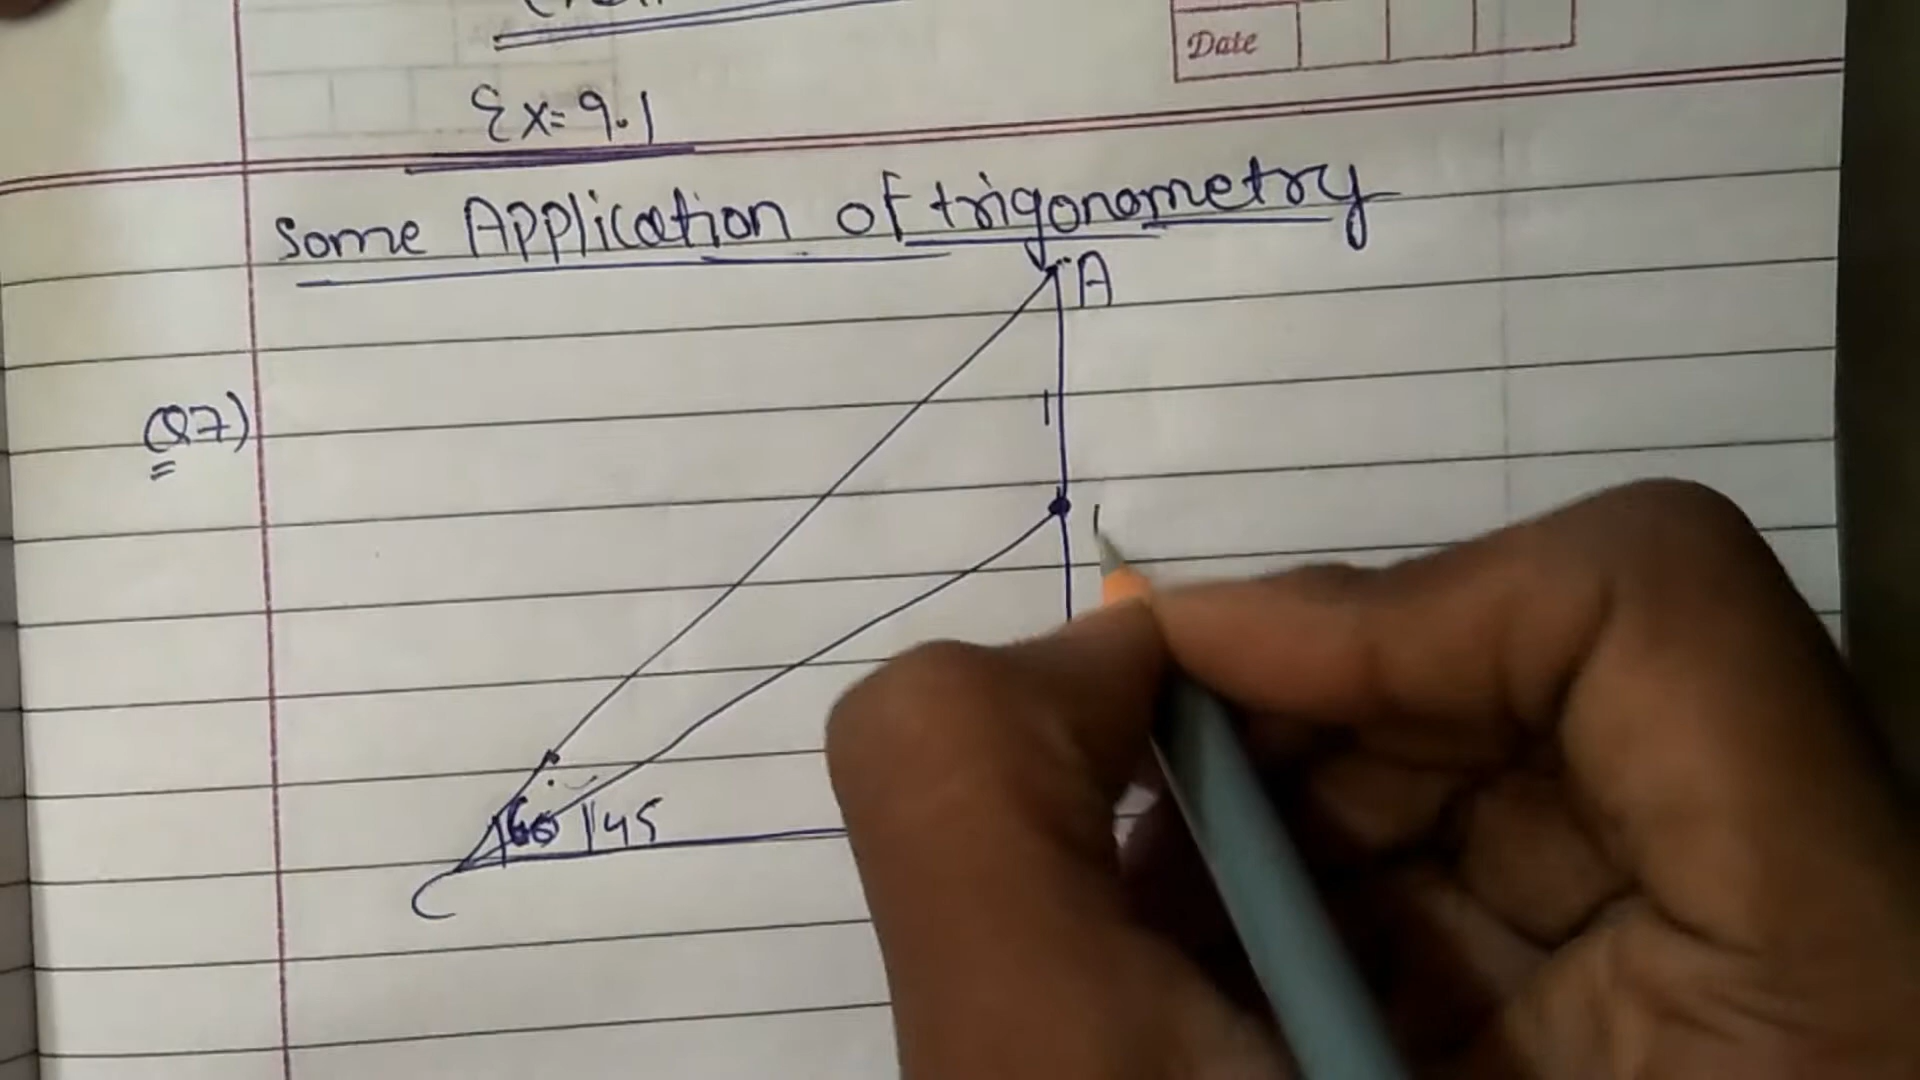 Date
Ex=9.1
Some Application of trigonometry
A
Q7)
60
45
C